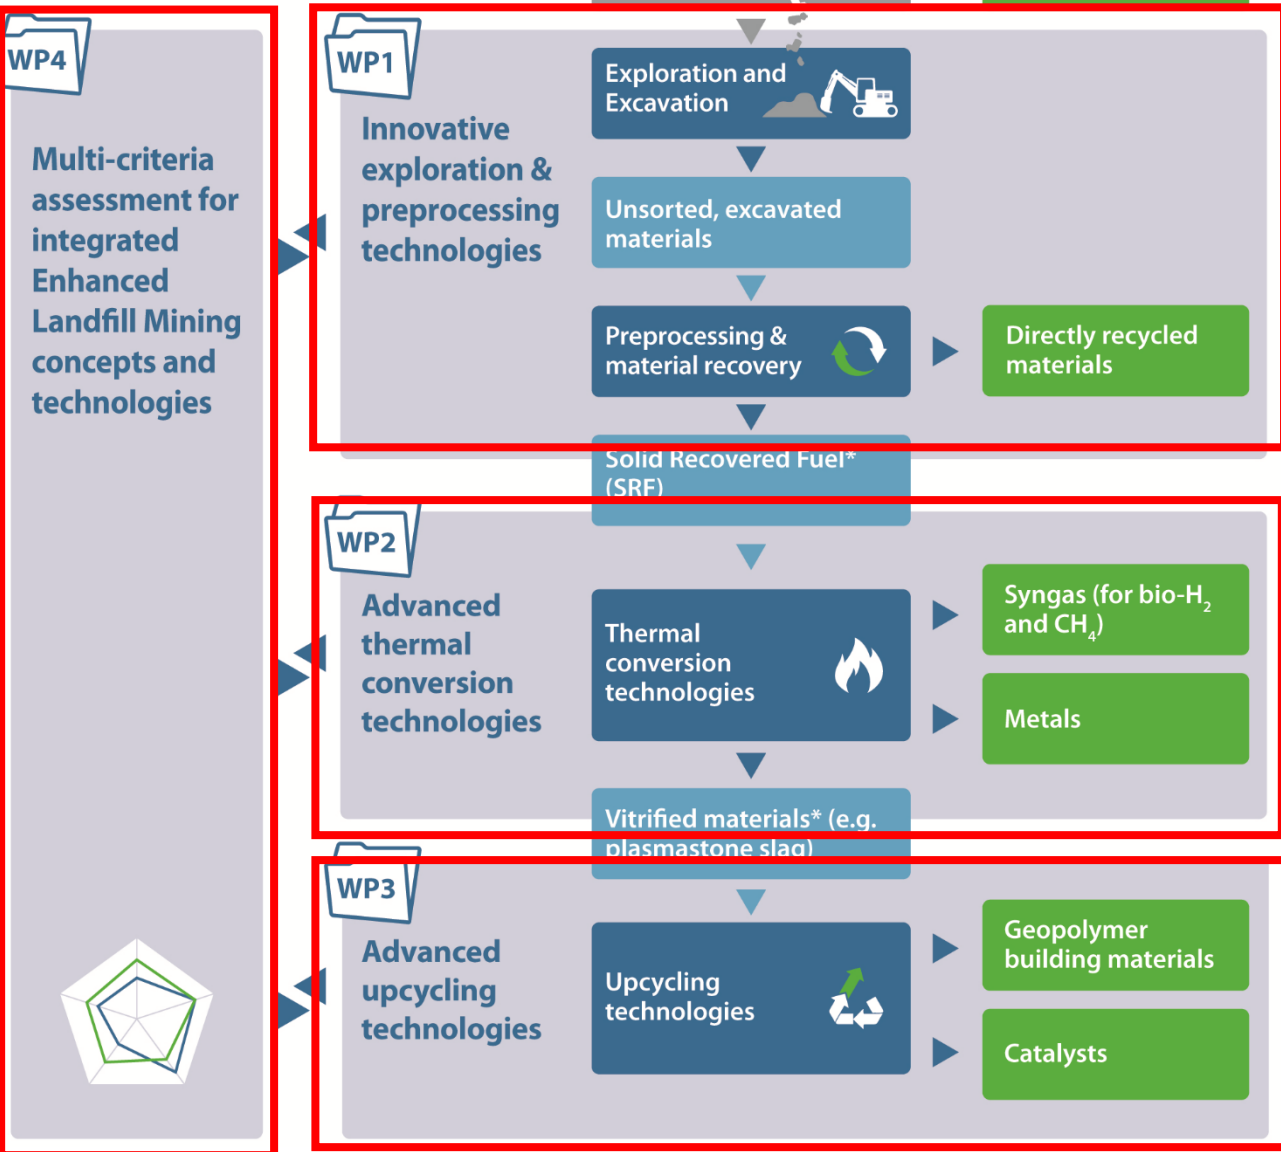 WP4
Multi-criteria
assessment for
integrated
Enhanced
Landfill Mining
concepts and
technologies
WP1
Innovative
exploration &
preprocessing
technologies
Exploration and
Excavation
Unsorted, excavated
materials
Preprocessing &
material recovery
Directly recycled
materials
Solid Recovered Fuel*
(SRF)
WP2
Advanced
thermal
conversion
technologies
Thermal
conversion
technologies
Syngas (for bio-H₂
and CH₄)
Metals
Vitrified materials* (e.g.
plasmastone slag)
WP3
Advanced
upcycling
technologies
Upcycling
technologies
Geopolymer
building materials
Catalysts